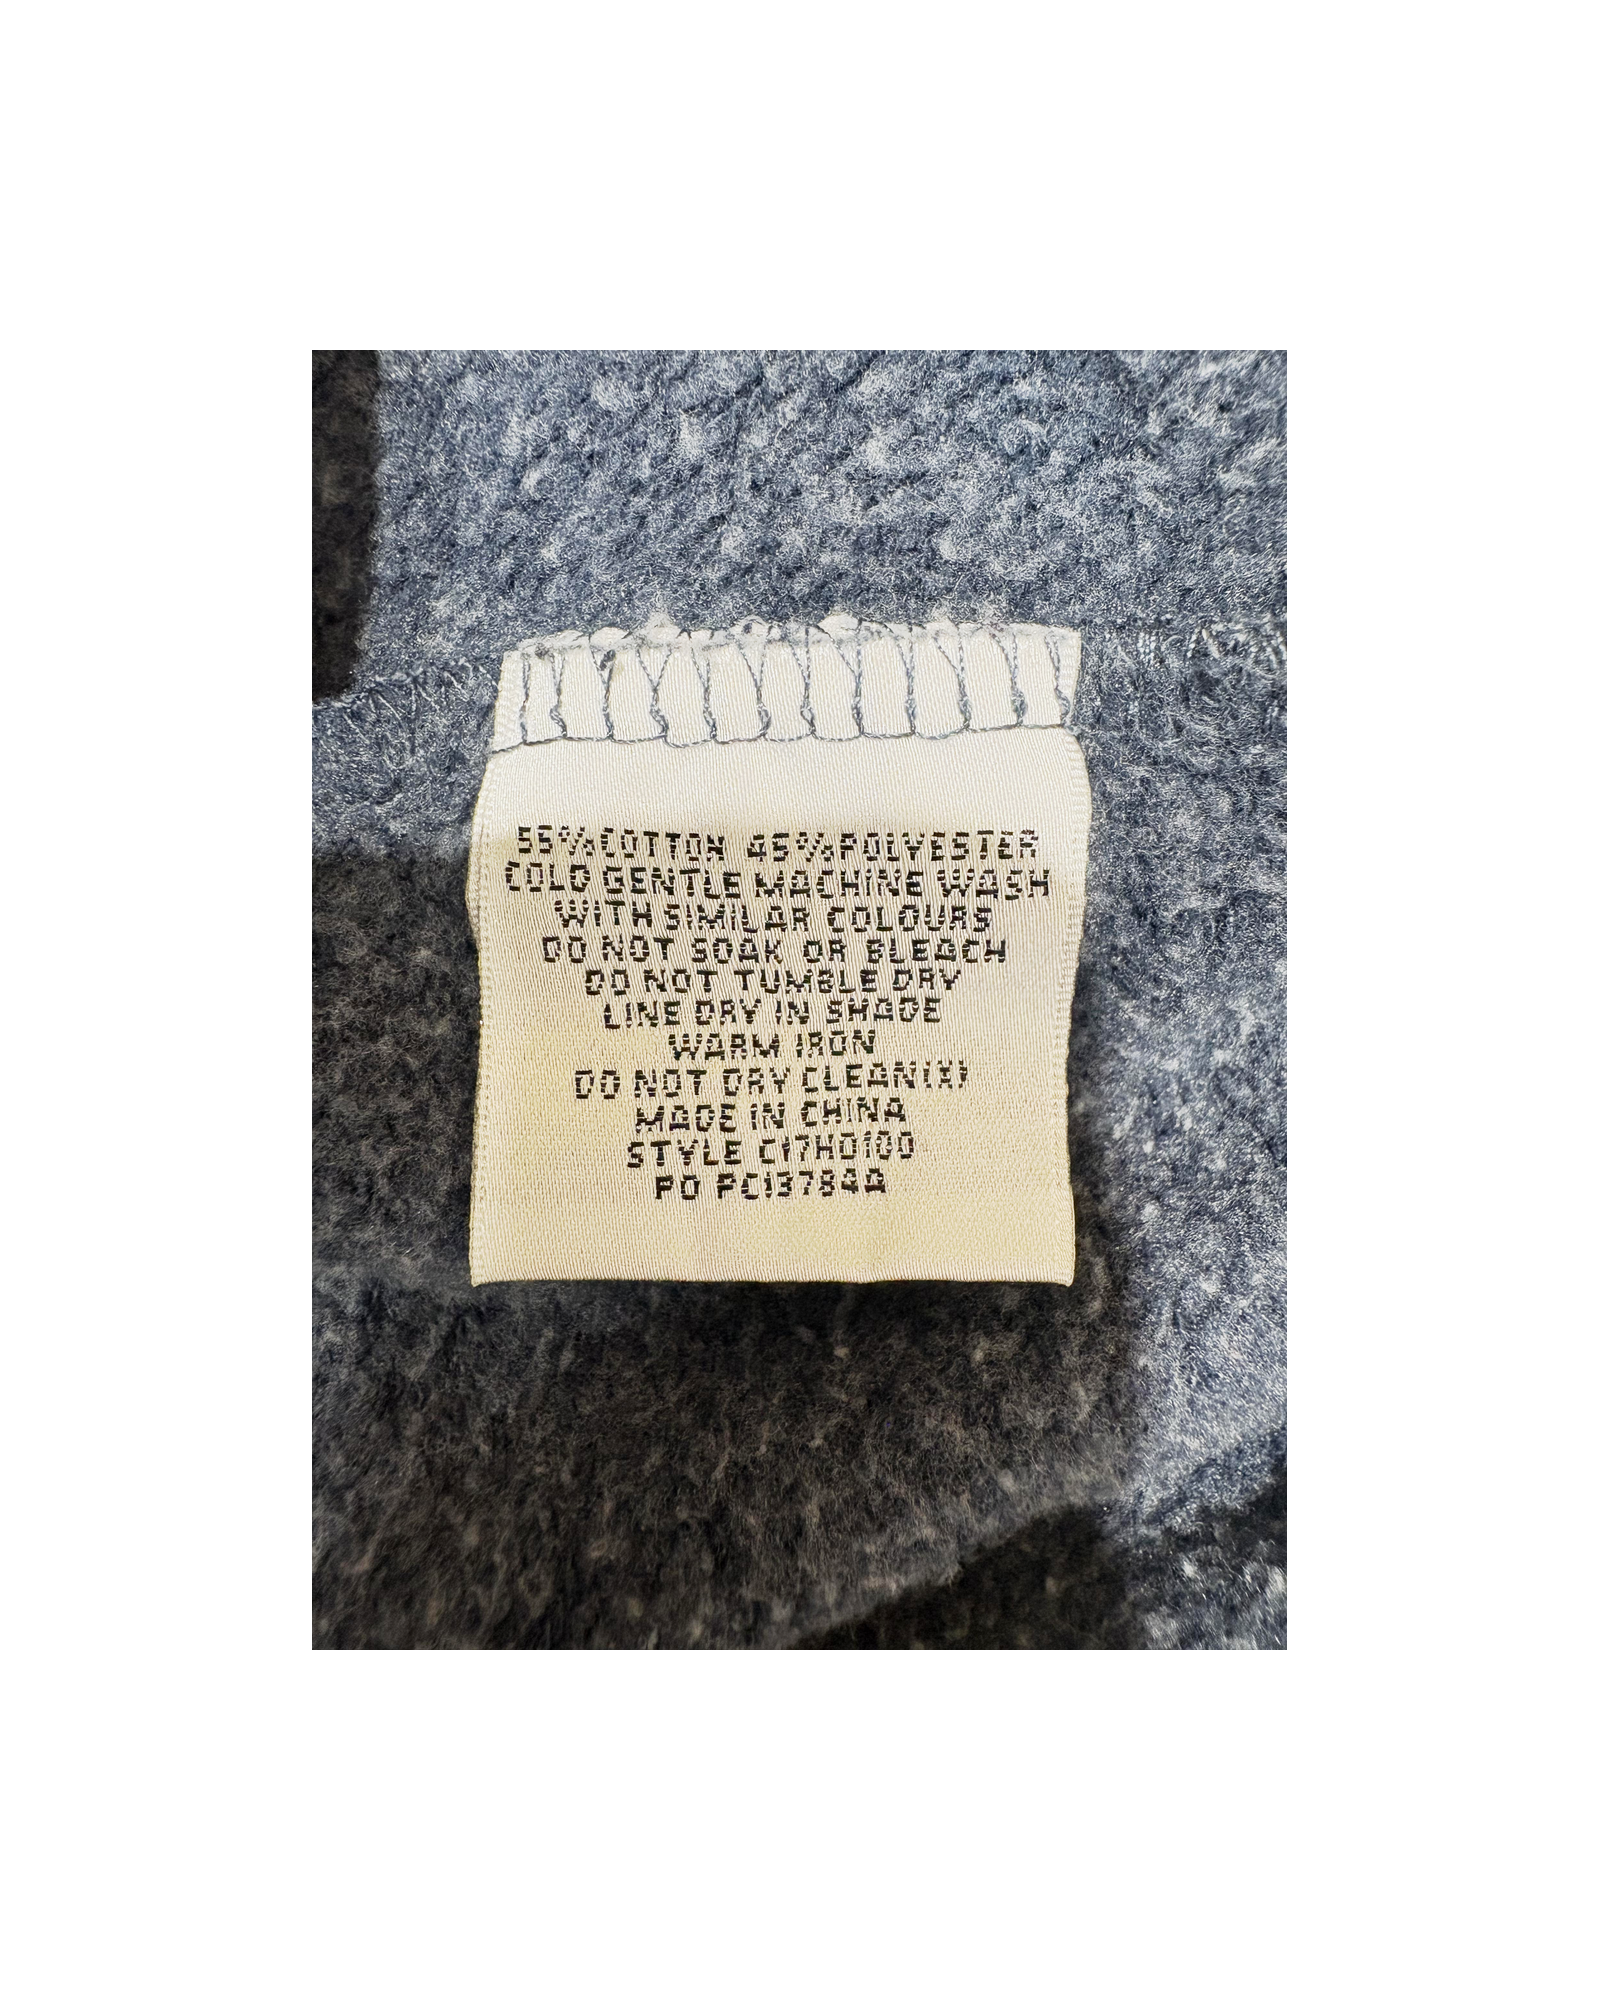 55%COTTON 45%POLYESTER
COLD GENTLE MACHINE WASH
WITH SIMILAR COLOURS
DO NOT SOAK OR BLEACH
DO NOT TUMBLE DRY
LINE DRY IN SHADE
WARM IRON
DO NOT DRY CLEAN(X)
MADE IN CHINA
STYLE C17HD100
PO PC13784A